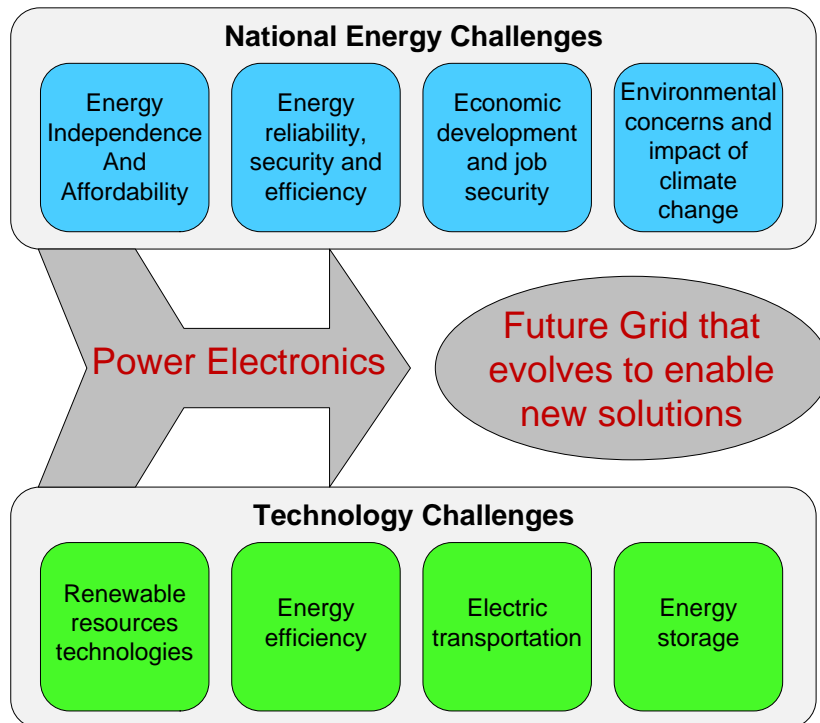 National Energy Challenges
Energy
Independence
And
Affordability
Energy
reliability,
security and
efficiency
Economic
development
and job
security
Environmental
concerns and
impact of
climate
change
Power Electronics
Future Grid that
evolves to enable
new solutions
Technology Challenges
Renewable
resources
technologies
Energy
efficiency
Electric
transportation
Energy
storage